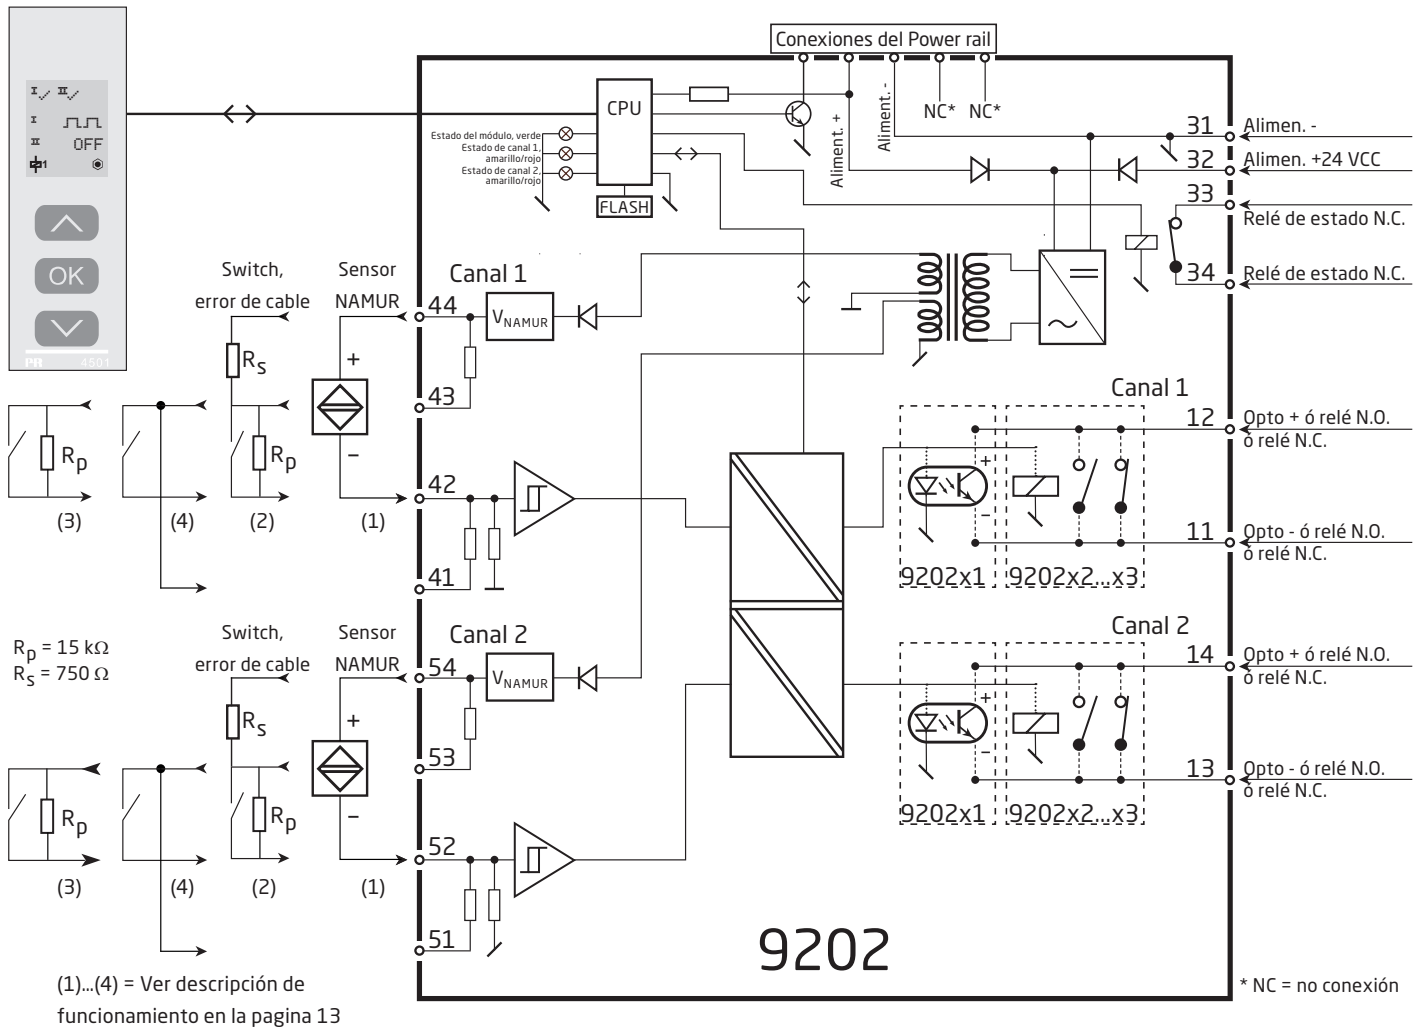 Conexiones del Power rail
CPU
FLASH
Estado del módulo, verde
Estado de canal 1,
amarillo/rojo
Estado de canal 2,
amarillo/rojo
Aliment. +
Aliment. -
NC*
NC*
31
Alimen. -
32
Alimen. +24 VCC
33
Relé de estado N.C.
34
Relé de estado N.C.
I
II
I
II
OFF
1
OK
PR
4501
Switch,
error de cable
Sensor
NAMUR
Canal 1
44
VNAMUR
43
42
41
Rs
Rp
Rp
+
−
(3)
(4)
(2)
(1)
Canal 1
12
Opto + ó relé N.O.
ó relé N.C.
+
−
11
Opto - ó relé N.O.
ó relé N.C.
9202x1
9202x2...x3
Rp = 15 kΩ
Rs = 750 Ω
Switch,
error de cable
Sensor
NAMUR
Canal 2
54
VNAMUR
53
52
51
Rs
Rp
Rp
+
−
(3)
(4)
(2)
(1)
Canal 2
14
Opto + ó relé N.O.
ó relé N.C.
+
−
13
Opto - ó relé N.O.
ó relé N.C.
9202x1
9202x2...x3
9202
(1)...(4) = Ver descripción de
funcionamiento en la pagina 13
* NC = no conexión